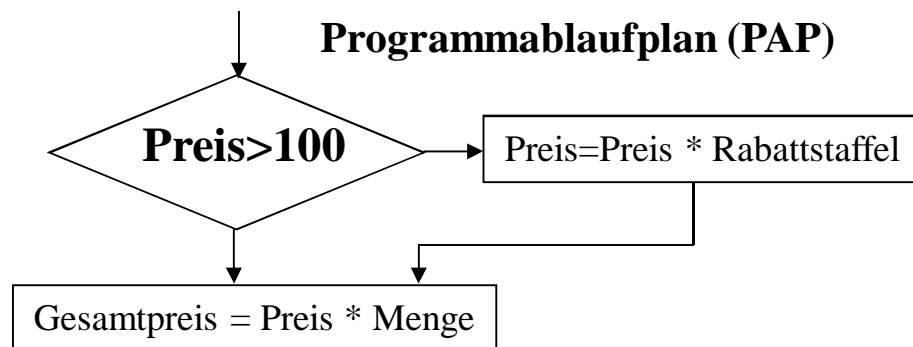 Programmablaufplan (PAP)
Preis>100
Preis=Preis * Rabattstaffel
Gesamtpreis = Preis * Menge